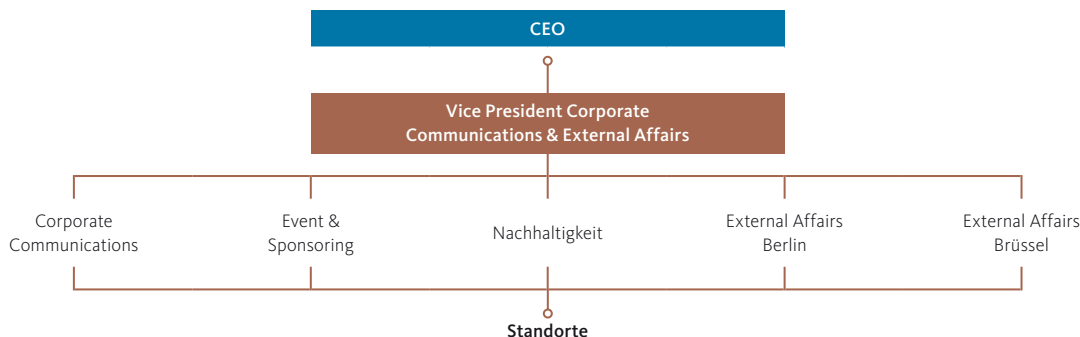 CEO
Vice President Corporate
Communications & External Affairs
Corporate
Communications
Event &
Sponsoring
Nachhaltigkeit
External Affairs
Berlin
External Affairs
Brüssel
Standorte